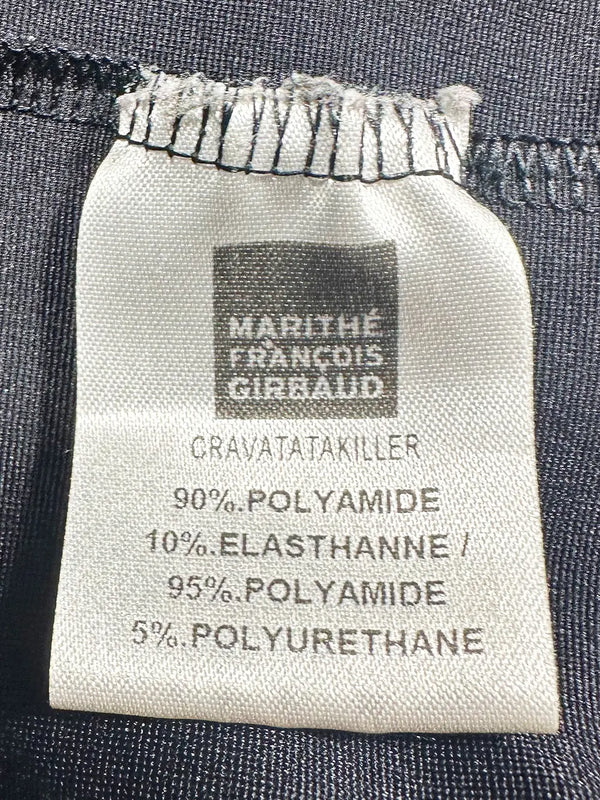 MARITHÉ
FRANÇOIS
GIRBAUD
CRAVATATAKILLER
90%.POLYAMIDE
10%.ELASTHANNE /
95%.POLYAMIDE
5%.POLYURETHANE